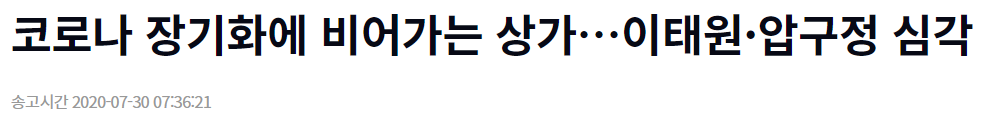 코로나 장기화에 비어가는 상가…이태원·압구정 심각
송고시간 2020-07-30 07:36:21